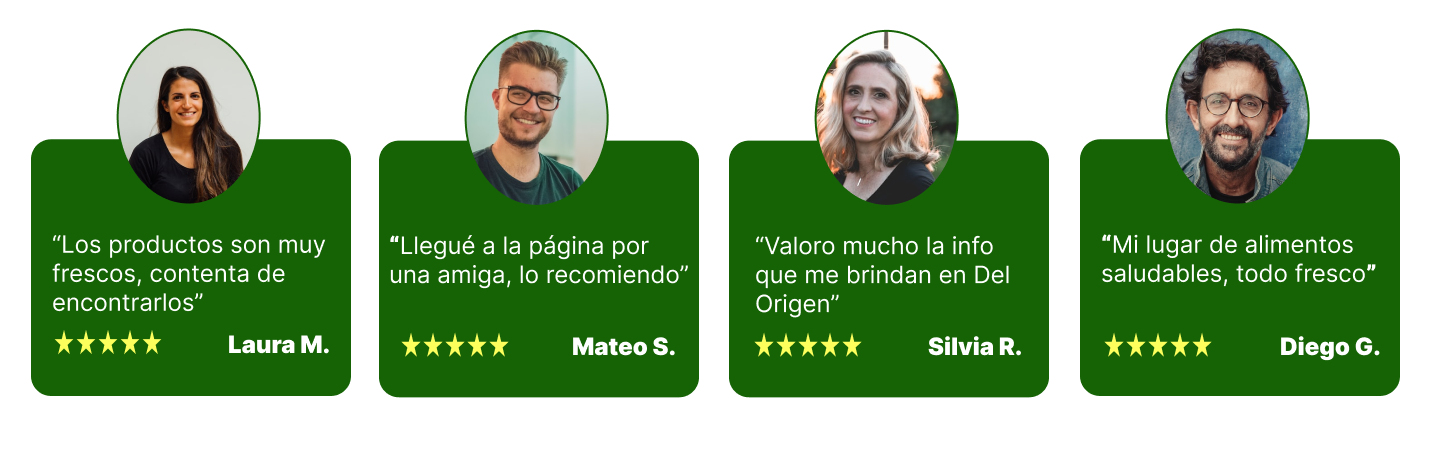 “Los productos son muy
frescos, contenta de
encontrarlos”
Laura M.
“Llegué a la página por
una amiga, lo recomiendo”
Mateo S.
“Valoro mucho la info
que me brindan en Del
Origen”
Silvia R.
“Mi lugar de alimentos
saludables, todo fresco”
Diego G.